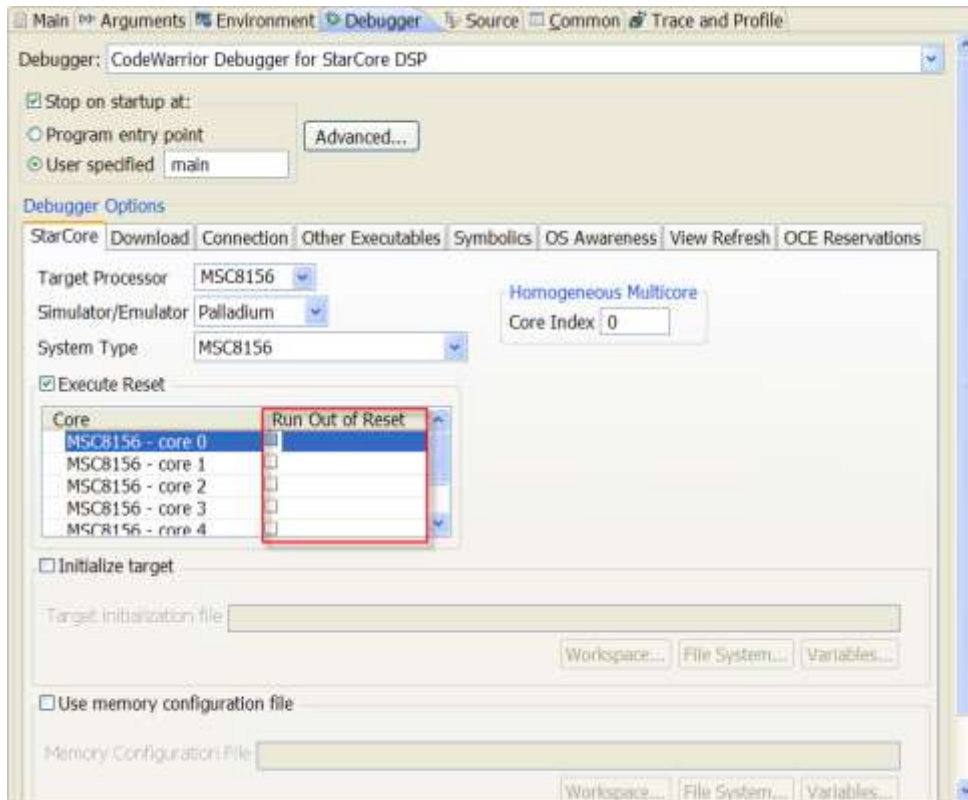 Main Arguments Environment Debugger Source Common Trace and Profile
Debugger: CodeWarrior Debugger for StarCore DSP
Stop on startup at:
Program entry point
Advanced...
User specified main
Debugger Options
StarCore Download Connection Other Executables Symbolics OS Awareness View Refresh OCE Reservations
Target Processor MSC8156
Homogeneous Multicore
Simulator/Emulator Palladium
Core Index 0
System Type MSC8156
Execute Reset
Core Run Out of Reset
MSC8156 - core 0
MSC8156 - core 1
MSC8156 - core 2
MSC8156 - core 3
MSC8156 - core 4
Initialize target
Target initialization file
Workspace... File System... Variables...
Use memory configuration file
Memory Configuration File
Workspace... File System... Variables...